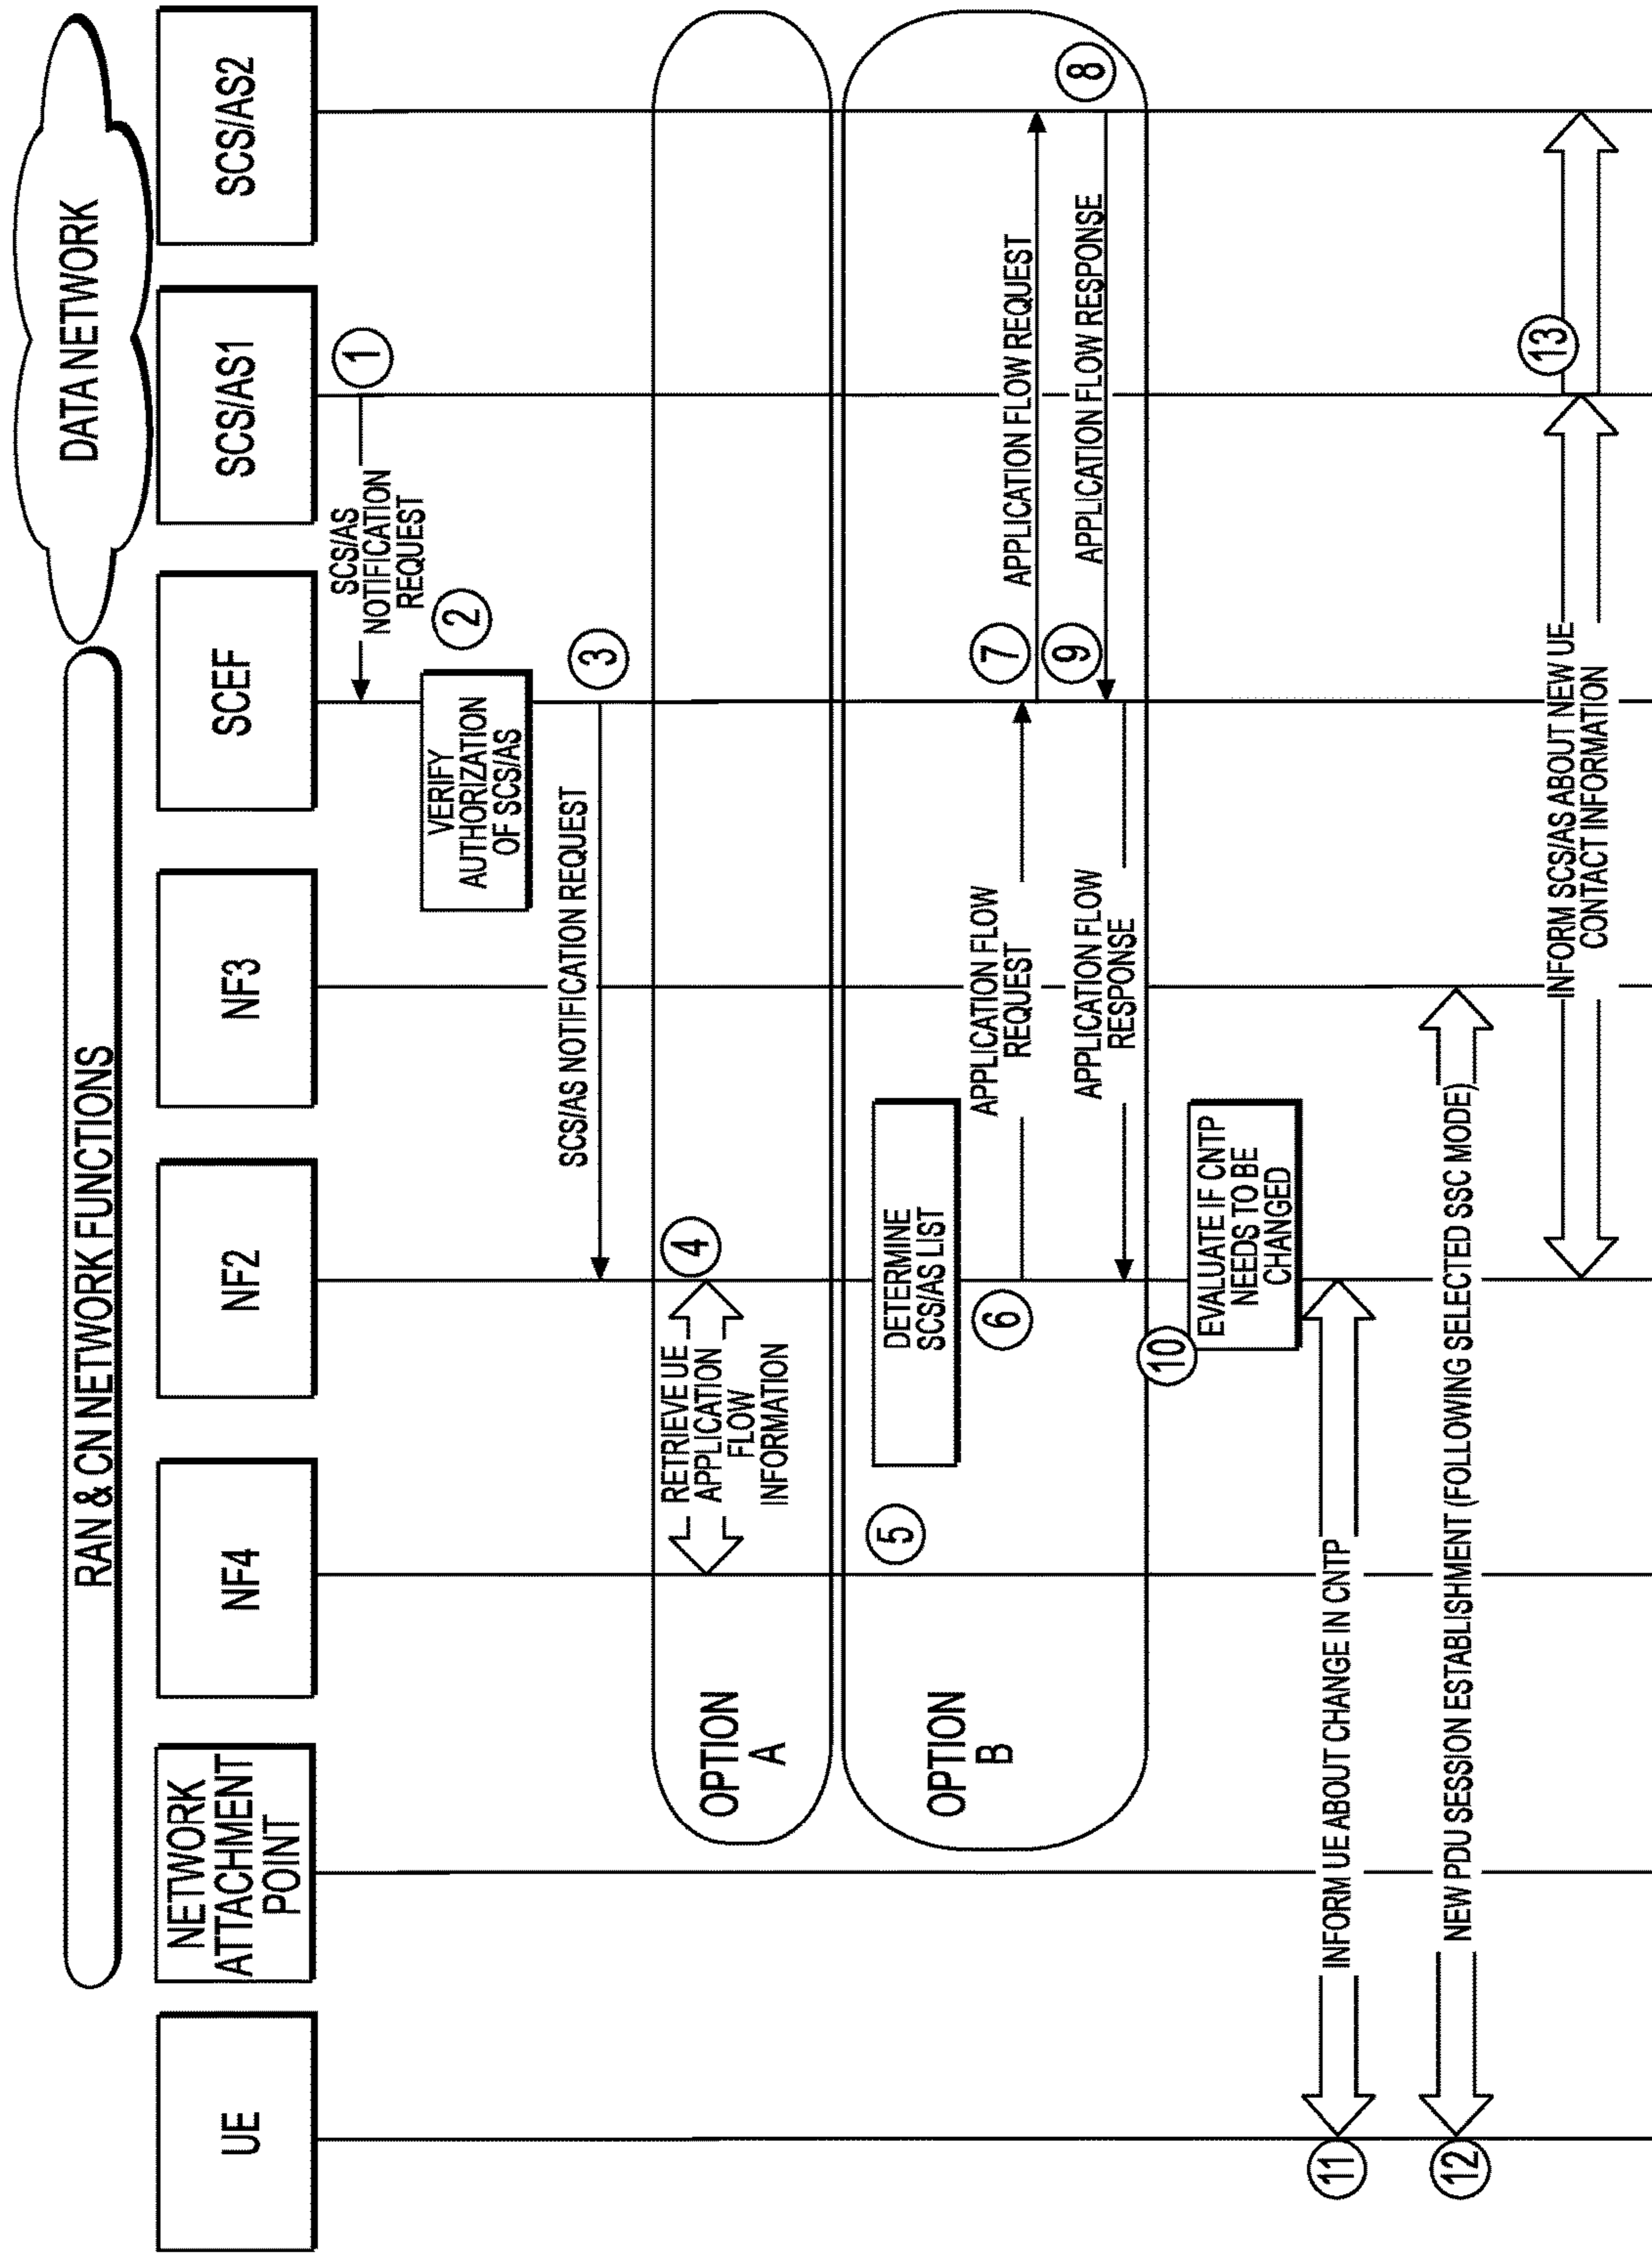 RAN & CN NETWORK FUNCTIONS
DATA NETWORK
UE
NETWORK
ATTACHMENT
POINT
NF4
NF2
NF3
SCEF
SCS/AS1
SCS/AS2
1
SCS/AS
NOTIFICATION
REQUEST
2
VERIFY
AUTHORIZATION
OF SCS/AS
3
SCS/AS NOTIFICATION REQUEST
OPTION
A
4
RETRIEVE UE
APPLICATION
FLOW
INFORMATION
OPTION
B
5
DETERMINE
SCS/AS LIST
6
APPLICATION FLOW
REQUEST
7
APPLICATION FLOW REQUEST
8
APPLICATION FLOW RESPONSE
9
APPLICATION FLOW
RESPONSE
10
EVALUATE IF CNTP
NEEDS TO BE
CHANGED
11
INFORM UE ABOUT CHANGE IN CNTP
12
NEW PDU SESSION ESTABLISHMENT (FOLLOWING SELECTED SSC MODE)
13
INFORM SCS/AS ABOUT NEW UE
CONTACT INFORMATION